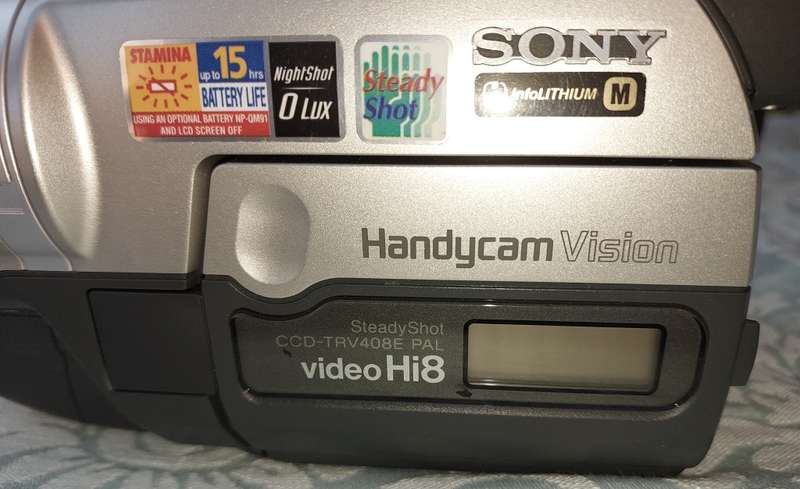 STAMINA
up to 15 hrs
BATTERY LIFE
USING AN OPTIONAL BATTERY NP-QM91
AND LCD SCREEN OFF
NightShot
0 LUX
Steady
Shot
SONY
InfoLITHIUM M
Handycam Vision
SteadyShot
CCD-TRV408E PAL
video Hi8